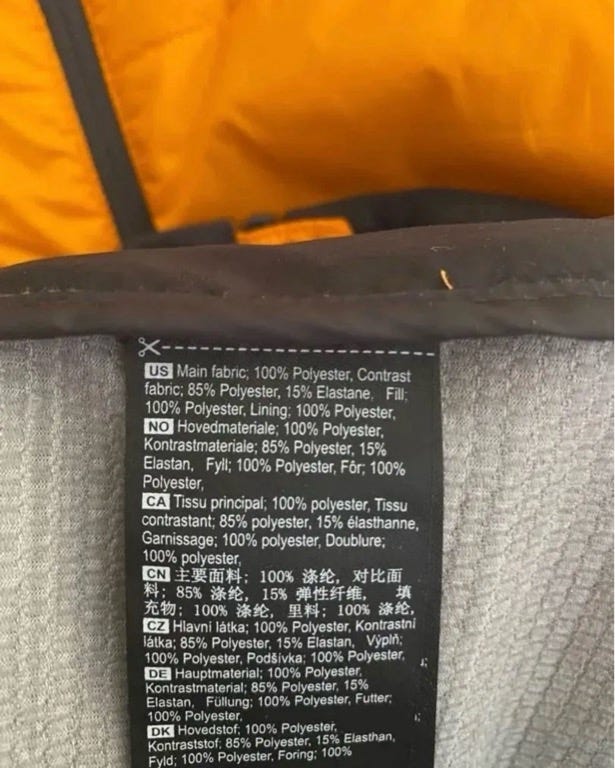 US Main fabric; 100% Polyester, Contrast
fabric; 85% Polyester, 15% Elastane, Fill;
100% Polyester, Lining; 100% Polyester,
NO Hovedmateriale; 100% Polyester,
Kontrastmateriale; 85% Polyester, 15%
Elastan, Fyll; 100% Polyester, Fôr; 100%
Polyester,
CA Tissu principal; 100% polyester, Tissu
contrastant; 85% polyester, 15% élasthanne,
Garnissage; 100% polyester, Doublure;
100% polyester,
CN 主要面料; 100% 涤纶, 对比面
料; 85% 涤纶, 15% 弹性纤维, 填
充物; 100% 涤纶, 里料; 100% 涤纶,
CZ Hlavní látka; 100% Polyester, Kontrastní
látka; 85% Polyester, 15% Elastan, Výplň;
100% Polyester, Podšívka; 100% Polyester,
DE Hauptmaterial; 100% Polyester,
Kontrastmaterial; 85% Polyester, 15%
Elastan, Füllung; 100% Polyester, Futter;
100% Polyester,
DK Hovedstof; 100% Polyester,
Kontraststof; 85% Polyester, 15% Elasthan,
Fyld; 100% Polyester, Foring; 100%